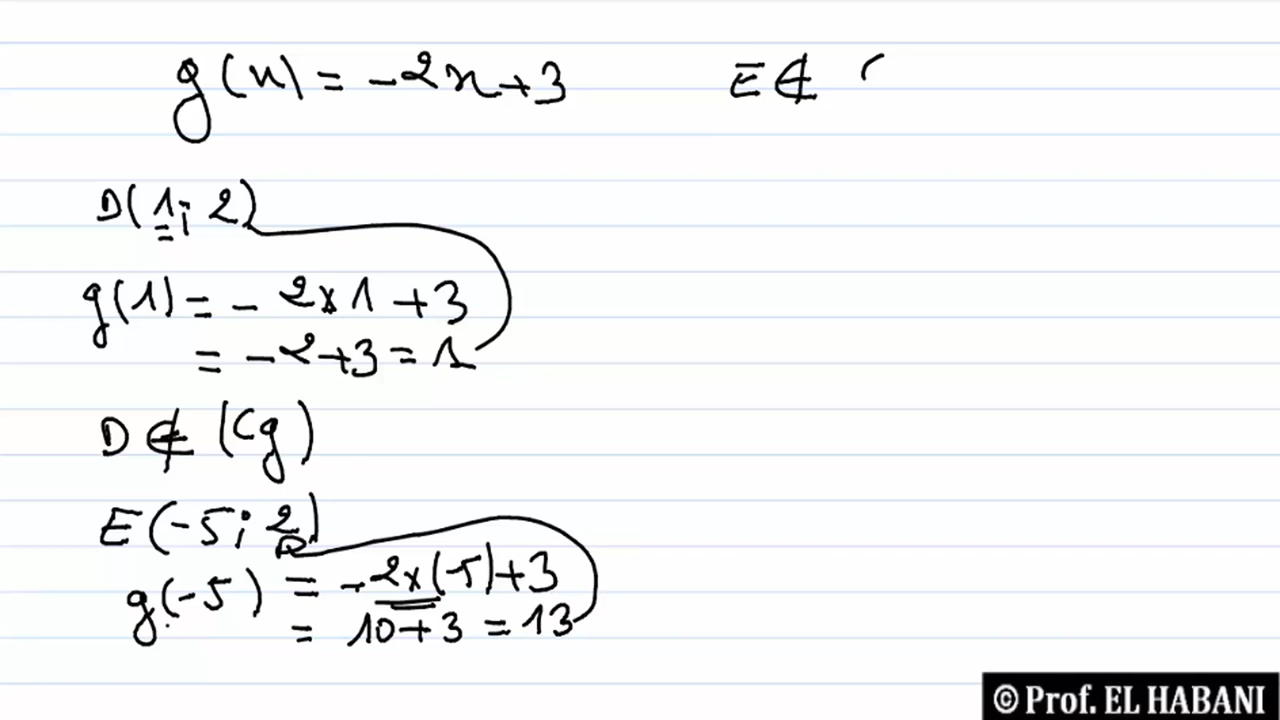 g(x) = -2x+3
E ∉ (
D(1; 2)
g(1) = - 2×1 + 3
= -2+3 = 1
D ∉ (Cg)
E(-5; 2)
g(-5) = -2×(-5)+3
= 10+3 = 13
© Prof. EL HABANI